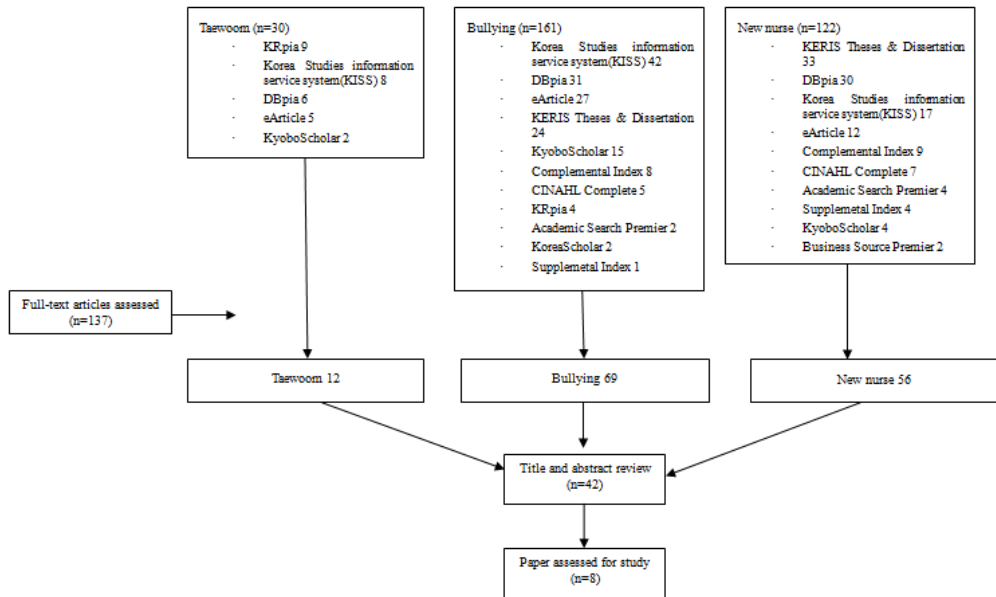 Taewoom (n=30)
· KRpia 9
· Korea Studies information
service system(KISS) 8
· DBpia 6
· eArticle 5
· KyoboScholar 2
Bullying (n=161)
· Korea Studies information
service system(KISS) 42
· DBpia 31
· eArticle 27
· KERIS Theses & Dissertation
24
· KyoboScholar 15
· Complemental Index 8
· CINAHL Complete 5
· KRpia 4
· Academic Search Premier 2
· KoreaScholar 2
· Supplemetal Index 1
New nurse (n=122)
· KERIS Theses & Dissertation
33
· DBpia 30
· Korea Studies information
service system(KISS) 17
· eArticle 12
· Complemental Index 9
· CINAHL Complete 7
· Academic Search Premier 4
· Supplemetal Index 4
· KyoboScholar 4
· Business Source Premier 2
Full-text articles assessed
(n=137)
Taewoom 12
Bullying 69
New nurse 56
Title and abstract review
(n=42)
Paper assessed for study
(n=8)